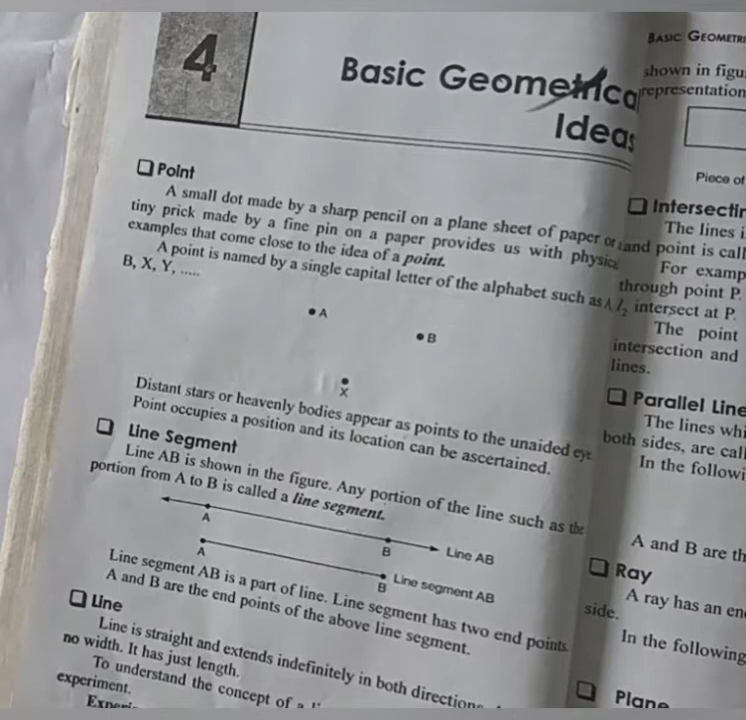 4
Basic Geometrica
Ideas
Point
A small dot made by a sharp pencil on a plane sheet of paper or
tiny prick made by a fine pin on a paper provides us with physica
examples that come close to the idea of a point.
A point is named by a single capital letter of the alphabet such as A
B, X, Y, .....
A
B
X
Distant stars or heavenly bodies appear as points to the unaided eye
Point occupies a position and its location can be ascertained.
Line Segment
Line AB is shown in the figure. Any portion of the line such as the
portion from A to B is called a line segment.
A
B
Line AB
A
B
Line segment AB
Line segment AB is a part of line. Line segment has two end points.
A and B are the end points of the above line segment.
Line
Line is straight and extends indefinitely in both directions
no width. It has just length.
To understand the concept of a
experiment.
BASIC GEOMETRI
shown in figu
representation
Piece of
Intersectin
The lines i
and point is call
For examp
through point P.
l₂ intersect at P.
The point
intersection and
lines.
Parallel Line
The lines whi
both sides, are call
In the followi
A and B are th
Ray
A ray has an en
side.
In the following
Plane